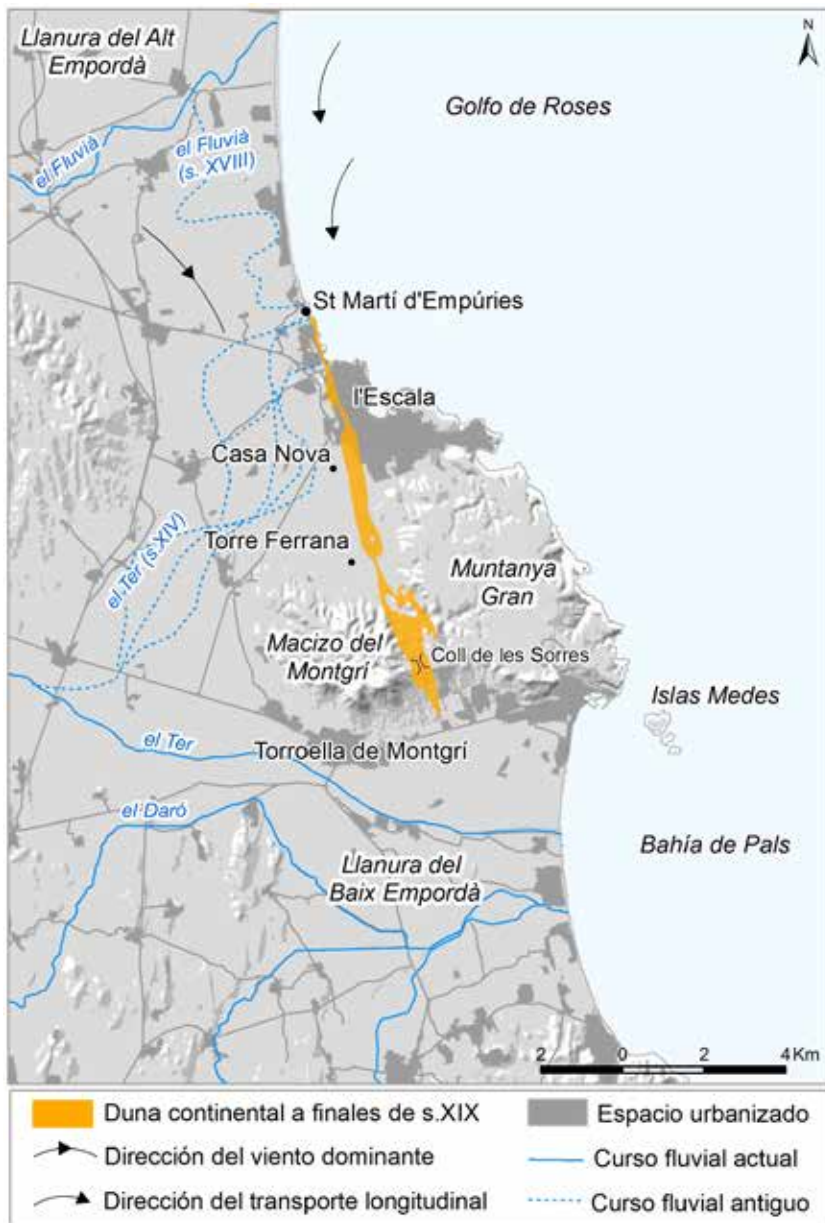 Llanura del Alt
Empordà
N
Golfo de Roses
el Fluvià
el Fluvià
(s. XVIII)
St Martí d'Empúries
l'Escala
Casa Nova
Torre Ferrana
el Ter (s.XIV)
Muntanya
Gran
Macizo del
Montgrí
Coll de les Sorres
Islas Medes
el Ter
Torroella de Montgrí
el Daró
Bahía de Pals
Llanura del
Baix Empordà
2 0 2 4 Km
Duna continental a finales de s.XIX
Espacio urbanizado
Dirección del viento dominante
Curso fluvial actual
Dirección del transporte longitudinal
Curso fluvial antiguo